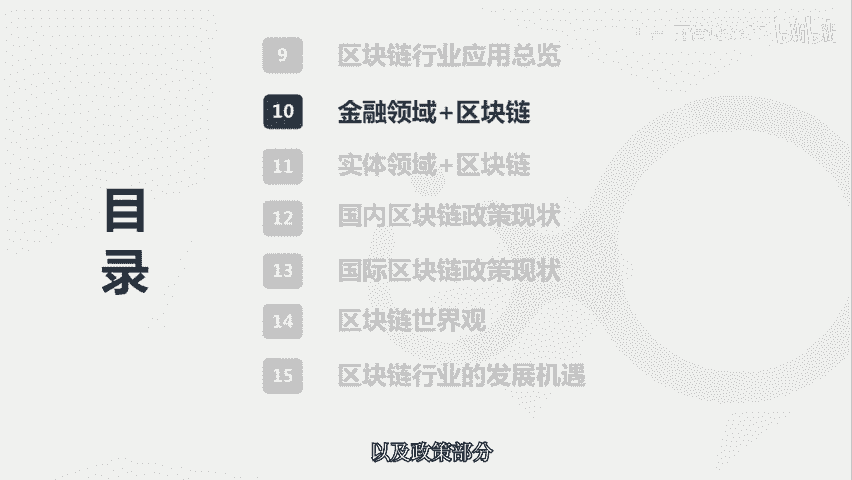 目录
9 区块链行业应用总览
10 金融领域+区块链
11 实体领域+区块链
12 国内区块链政策现状
13 国际区块链政策现状
14 区块链世界观
15 区块链行业的发展机遇
以及政策部分